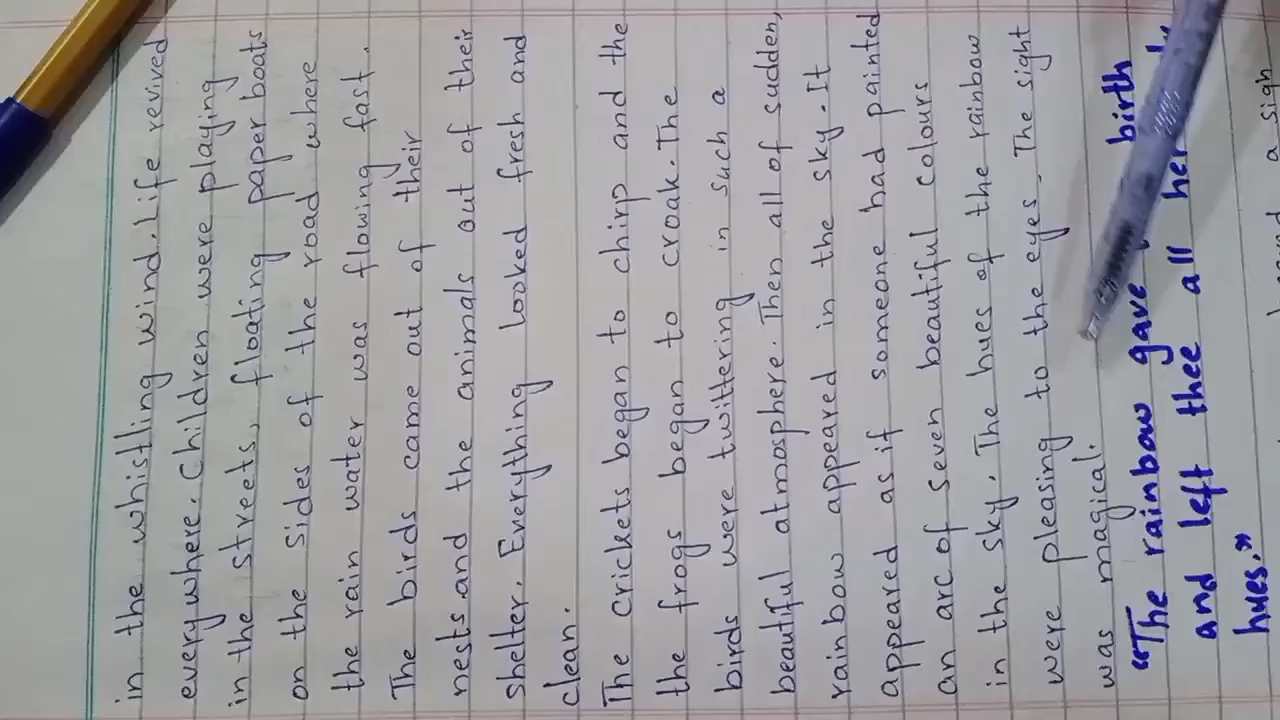 in the whistling wind. Life revived
everywhere. Children were playing
in the streets, floating paper boats
on the sides of the road where
the rain water was flowing fast.
The birds came out of their
nests and the animals out of their
shelter. Everything looked fresh and
clean.
The crickets began to chirp and the
the frogs began to croak. The
birds were twittering in such a
beautiful atmosphere. Then all of sudden,
rainbow appeared in the sky. It
appeared as if someone had painted
an arc of seven beautiful colours
in the sky. The hues of the rainbow
were pleasing to the eyes. The sight
was magical.
"The rainbow gave birth
and left thee all her
hues."
a sigh